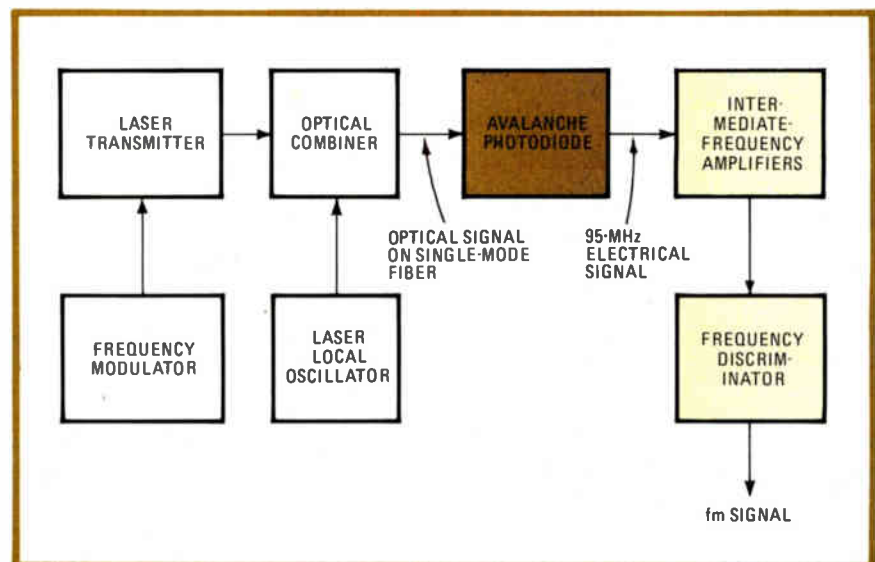 LASER
TRANSMITTER
OPTICAL
COMBINER
AVALANCHE
PHOTODIODE
INTER-
MEDIATE-
FREQUENCY
AMPLIFIERS
OPTICAL SIGNAL
ON SINGLE-MODE
FIBER
95-MHz
ELECTRICAL
SIGNAL
FREQUENCY
MODULATOR
LASER
LOCAL
OSCILLATOR
FREQUENCY
DISCRIM-
INATOR
fm SIGNAL